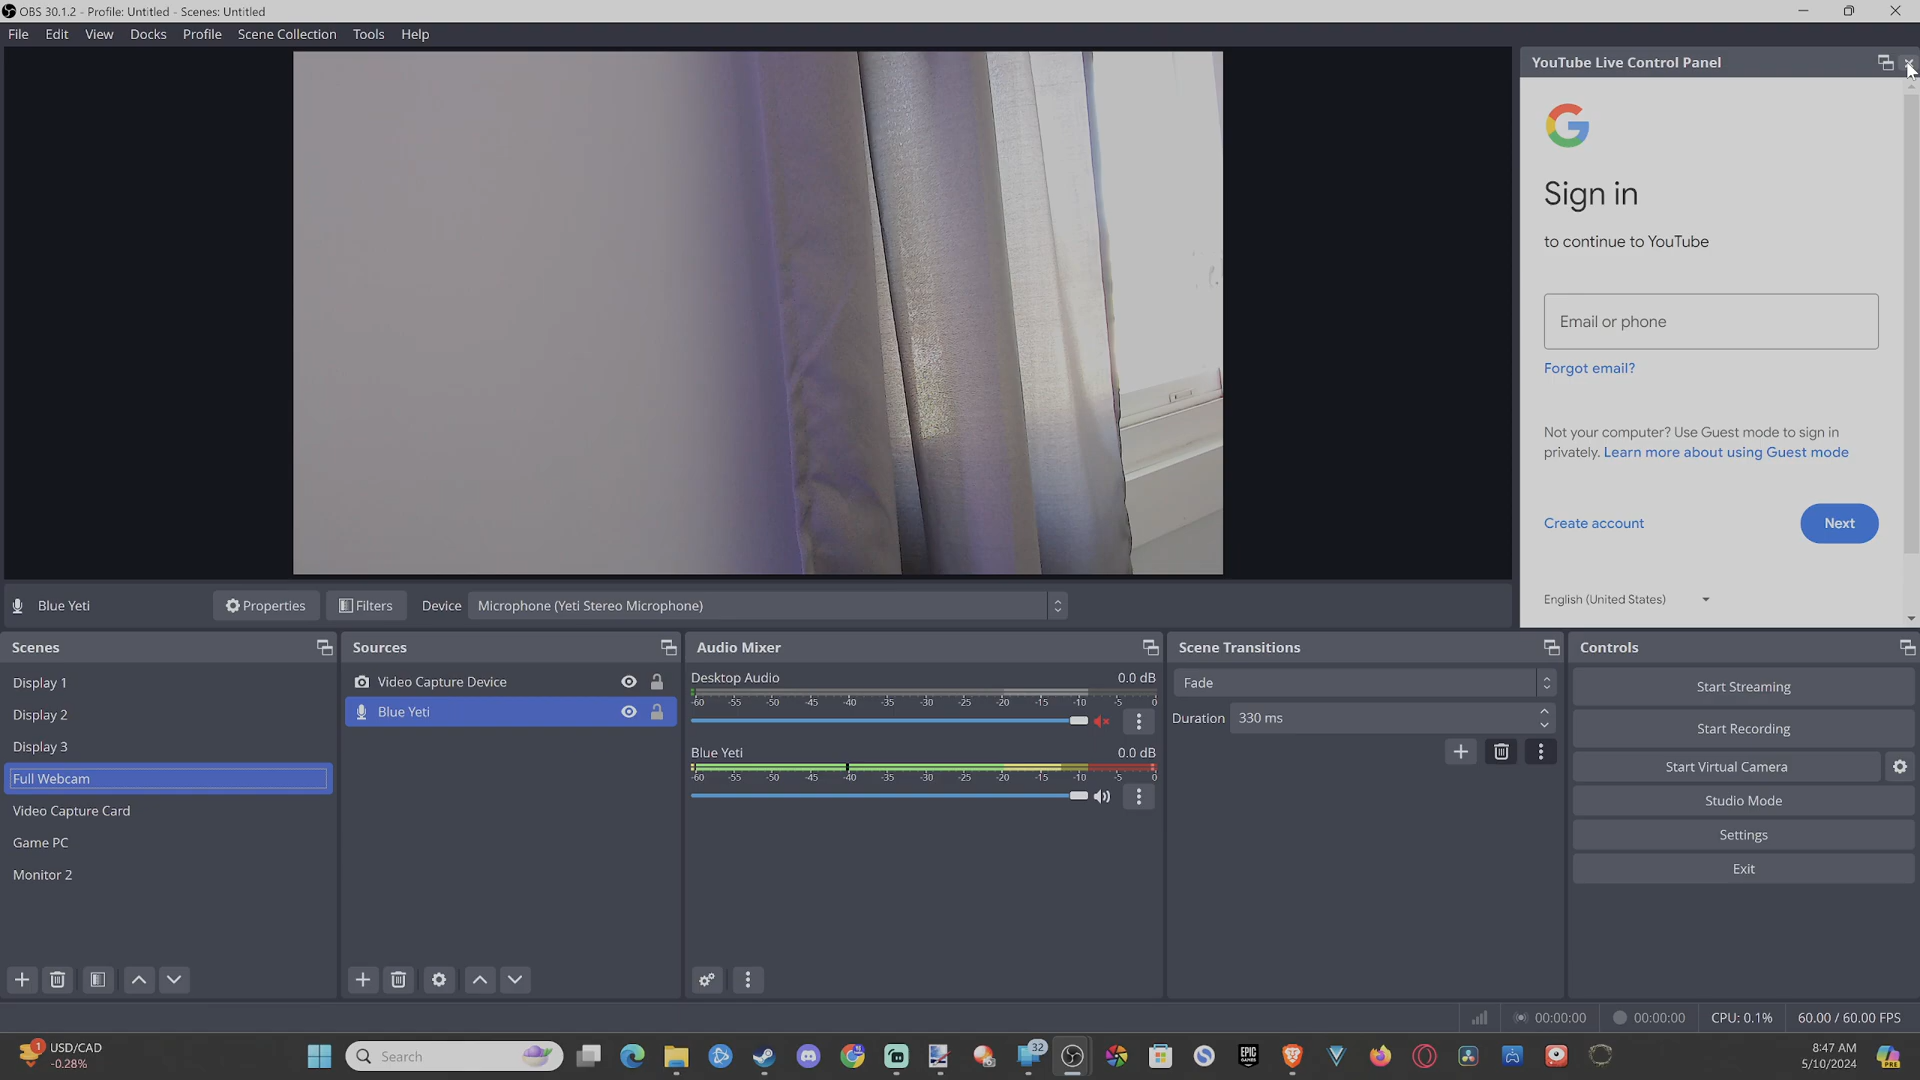 OBS 30.1.2 - Profile: Untitled - Scenes: Untitled
File Edit View Docks Profile Scene Collection Tools Help
YouTube Live Control Panel
Sign in
to continue to YouTube
Email or phone
Forgot email?
Not your computer? Use Guest mode to sign in
privately. Learn more about using Guest mode
Create account Next
English (United States)
Blue Yeti Properties Filters Device Microphone (Yeti Stereo Microphone)
Scenes
Display 1
Display 2
Display 3
Full Webcam
Video Capture Card
Game PC
Monitor 2
Sources
Video Capture Device
Blue Yeti
Audio Mixer
Desktop Audio 0.0 dB
-60 -55 -50 -45 -40 -35 -30 -25 -20 -15 -10 -5 0
Blue Yeti 0.0 dB
-60 -55 -50 -45 -40 -35 -30 -25 -20 -15 -10 -5 0
Scene Transitions
Fade
Duration 330 ms
Controls
Start Streaming
Start Recording
Start Virtual Camera
Studio Mode
Settings
Exit
00:00:00 00:00:00 CPU: 0.1% 60.00 / 60.00 FPS
1 USD/CAD
-0.28%
Search
32
EPIC
GAMES
8:47 AM
5/10/2024
PRE